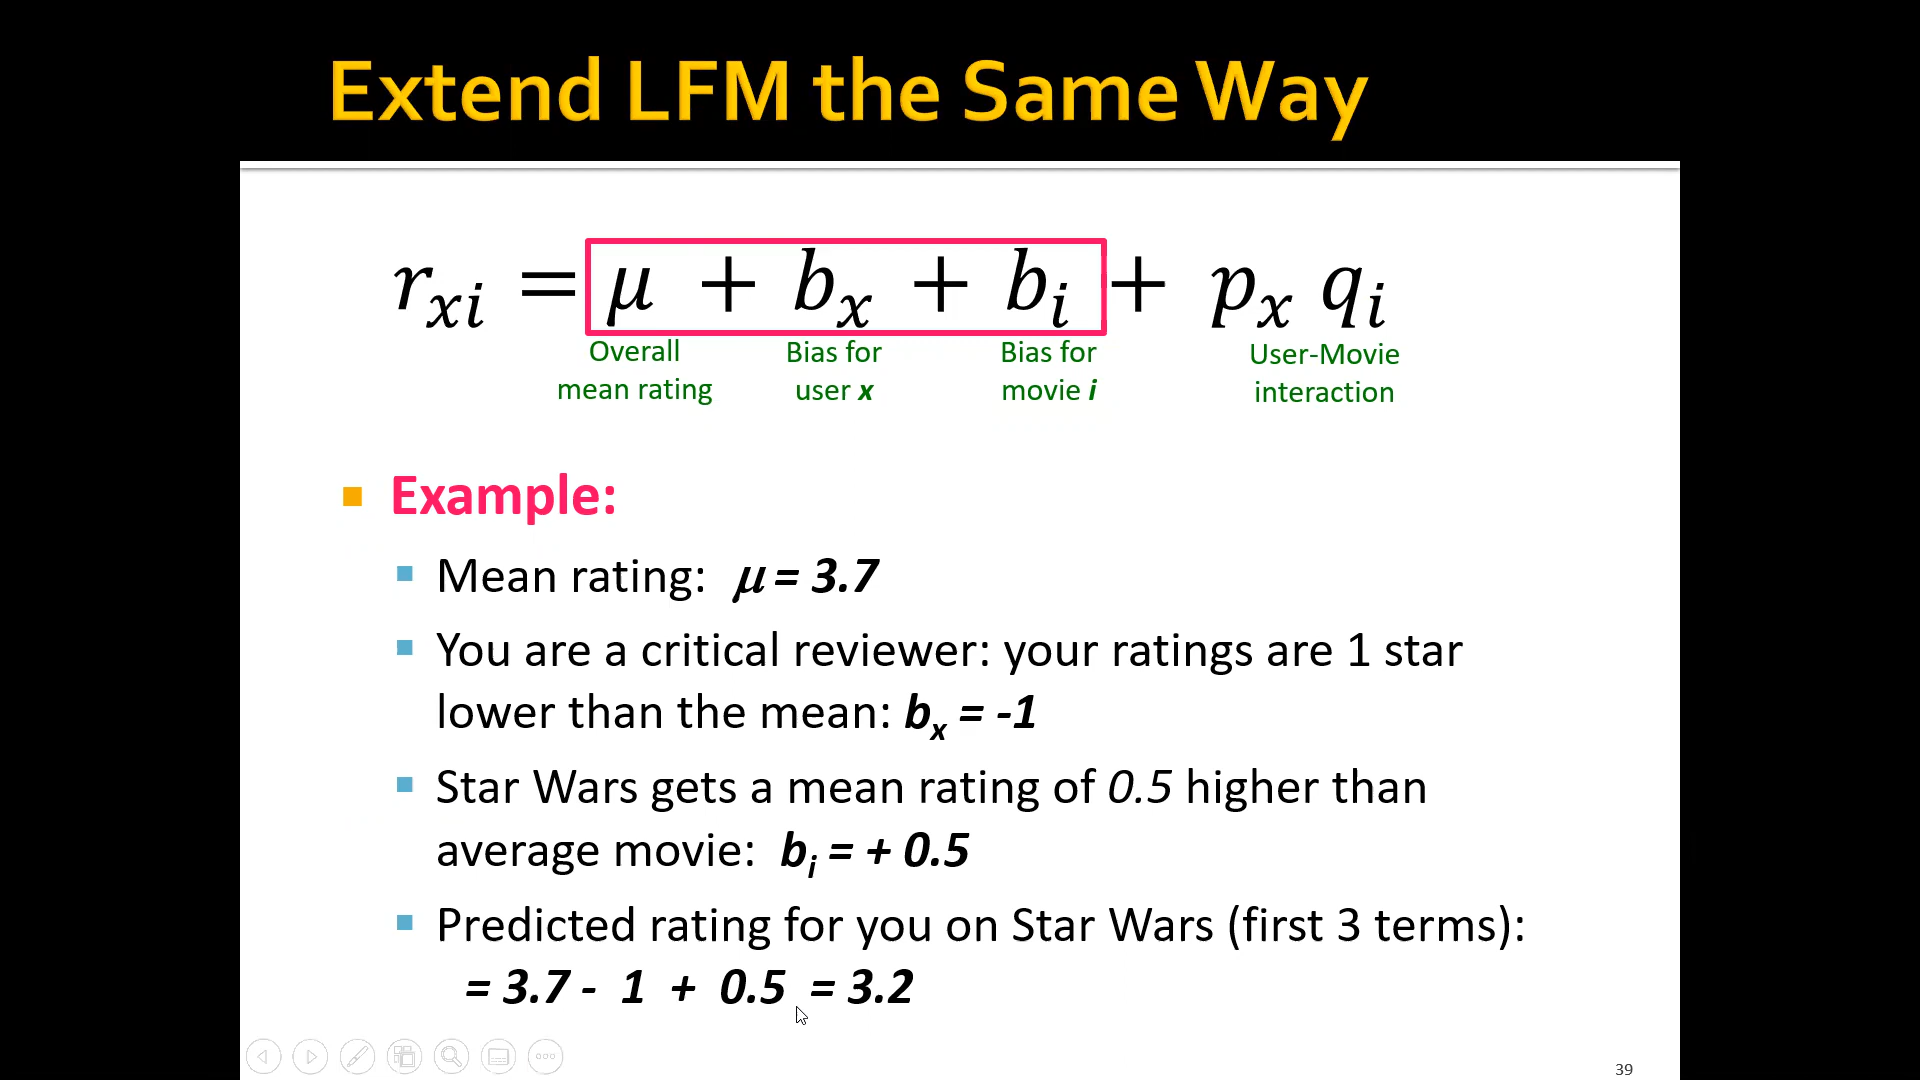 Extend LFM the Same Way
r_xi = μ + b_x + b_i + p_x q_i
Overall mean rating
Bias for user x
Bias for movie i
User-Movie interaction
Example:
Mean rating: μ = 3.7
You are a critical reviewer: your ratings are 1 star
lower than the mean: b_x = -1
Star Wars gets a mean rating of 0.5 higher than
average movie: b_i = + 0.5
Predicted rating for you on Star Wars (first 3 terms):
= 3.7 - 1 + 0.5 = 3.2
39